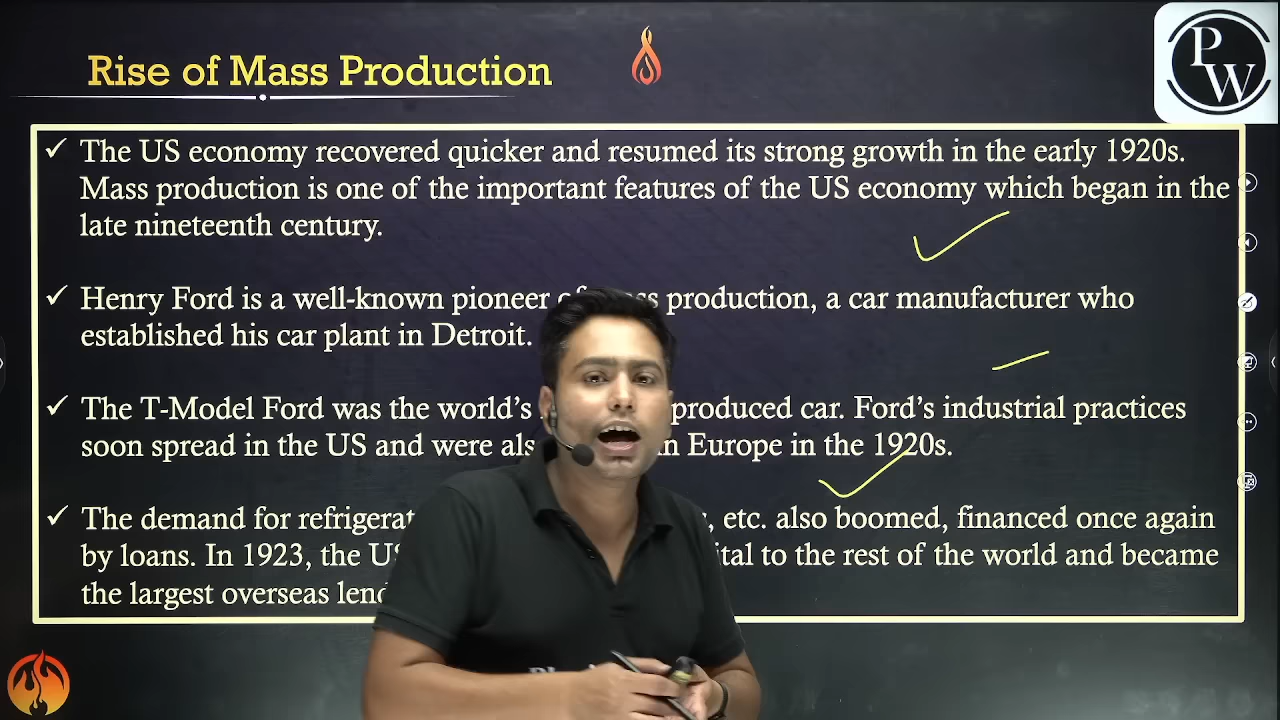 Rise of Mass Production
PW
The US economy recovered quicker and resumed its strong growth in the early 1920s.
Mass production is one of the important features of the US economy which began in the
late nineteenth century.
Henry Ford is a well-known pioneer production, a car manufacturer who
established his car plant in Detroit.
The T-Model Ford was the world's produced car. Ford's industrial practices
soon spread in the US and were Europe in the 1920s.
The demand for etc. also boomed, financed once again
by loans. In 1923, the to the rest of the world and became
the largest overseas